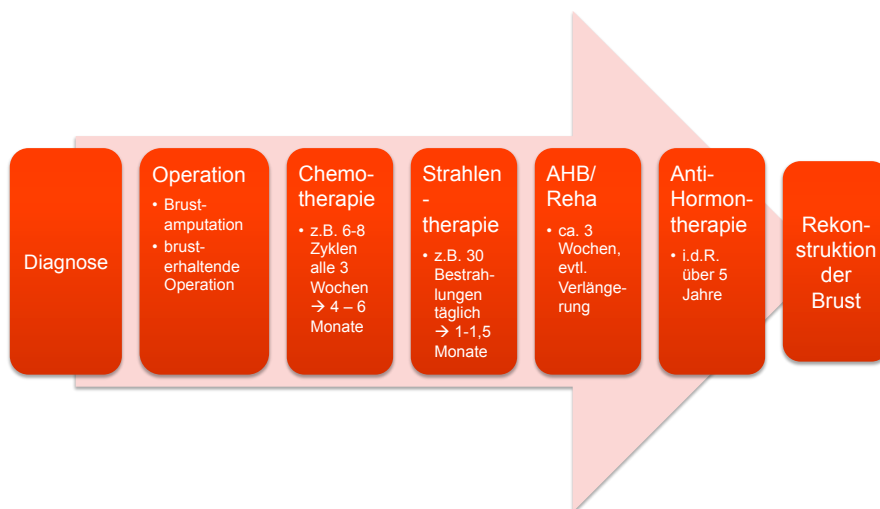 Diagnose
Operation
• Brust-
amputation
• brust-
erhaltende
Operation
Chemo-
therapie
• z.B. 6-8
Zyklen
alle 3
Wochen
→ 4 – 6
Monate
Strahlen
-
therapie
• z.B. 30
Bestrah-
lungen
täglich
→ 1-1,5
Monate
AHB/
Reha
• ca. 3
Wochen,
evtl.
Verlänge-
rung
Anti-
Hormon-
therapie
• i.d.R.
über 5
Jahre
Rekon-
struktion
der
Brust